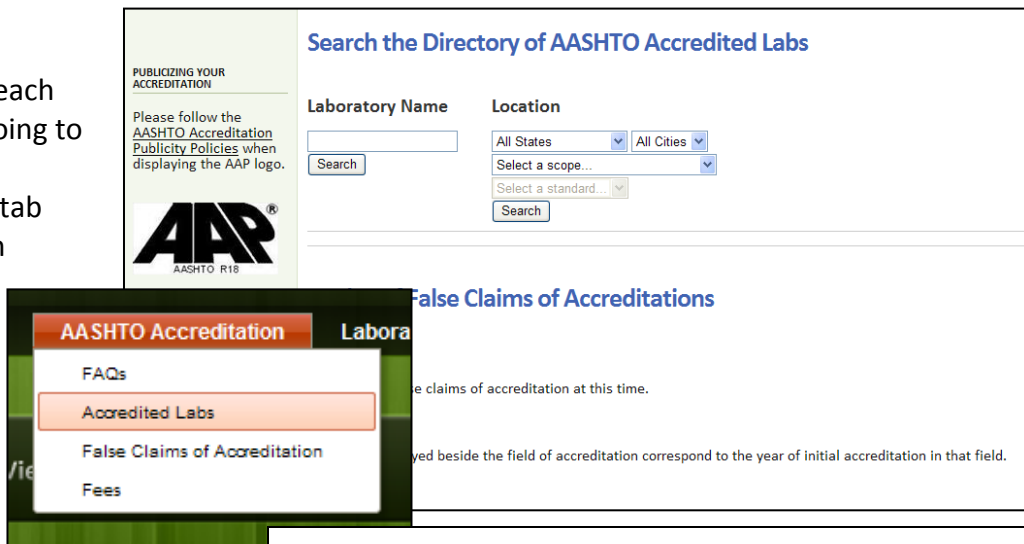 each
to
tab
PUBLICIZING YOUR
ACCREDITATION
Please follow the
AASHTO Accreditation
Publicity Policies when
displaying the AAP logo.
AAP®
AASHTO R18
Search the Directory of AASHTO Accredited Labs
Laboratory Name Location
All States All Cities
Search Select a scope...
Select a standard...
Search
False Claims of Accreditations
claims of accreditation at this time.
beside the field of accreditation correspond to the year of initial accreditation in that field.
AASHTO Accreditation
FAQs
Accredited Labs
False Claims of Accreditation
Fees